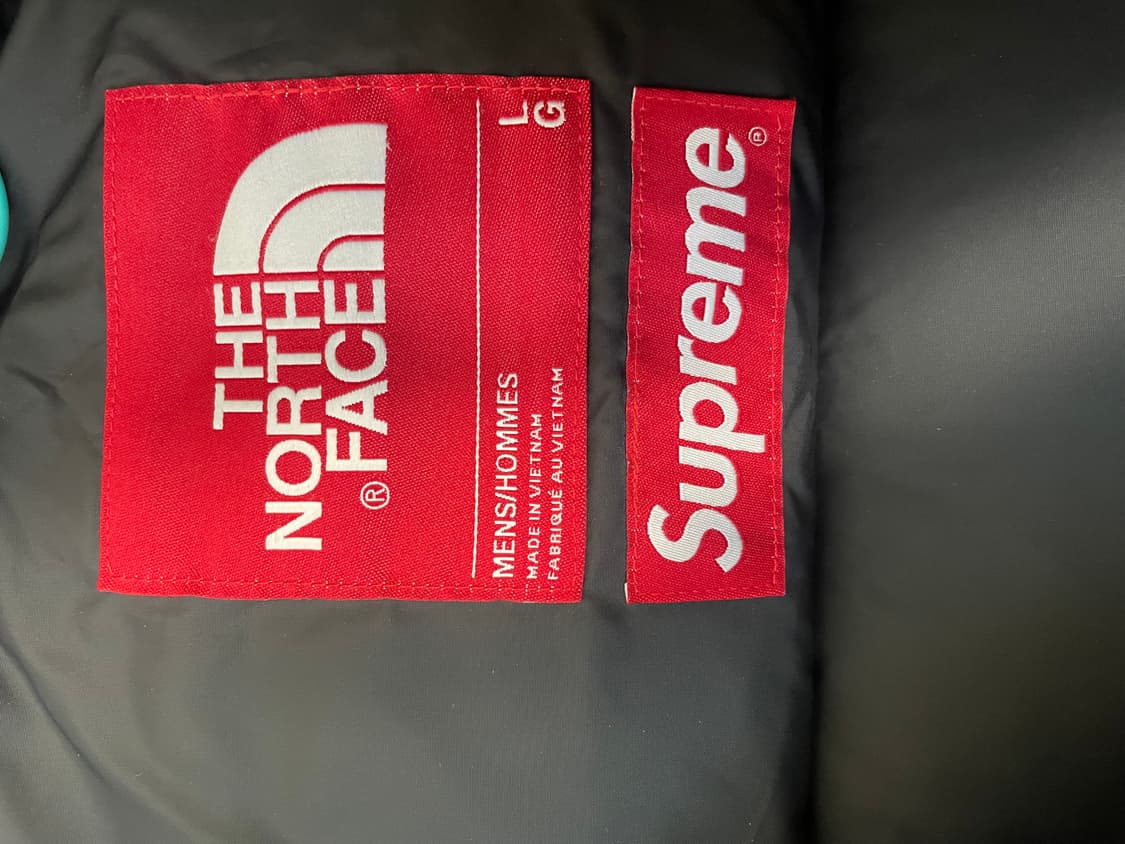 THE
NORTH
FACE®
MENS/HOMMES L
MADE IN VIETNAM G
FABRIQUÉ AU VIETNAM
Supreme®